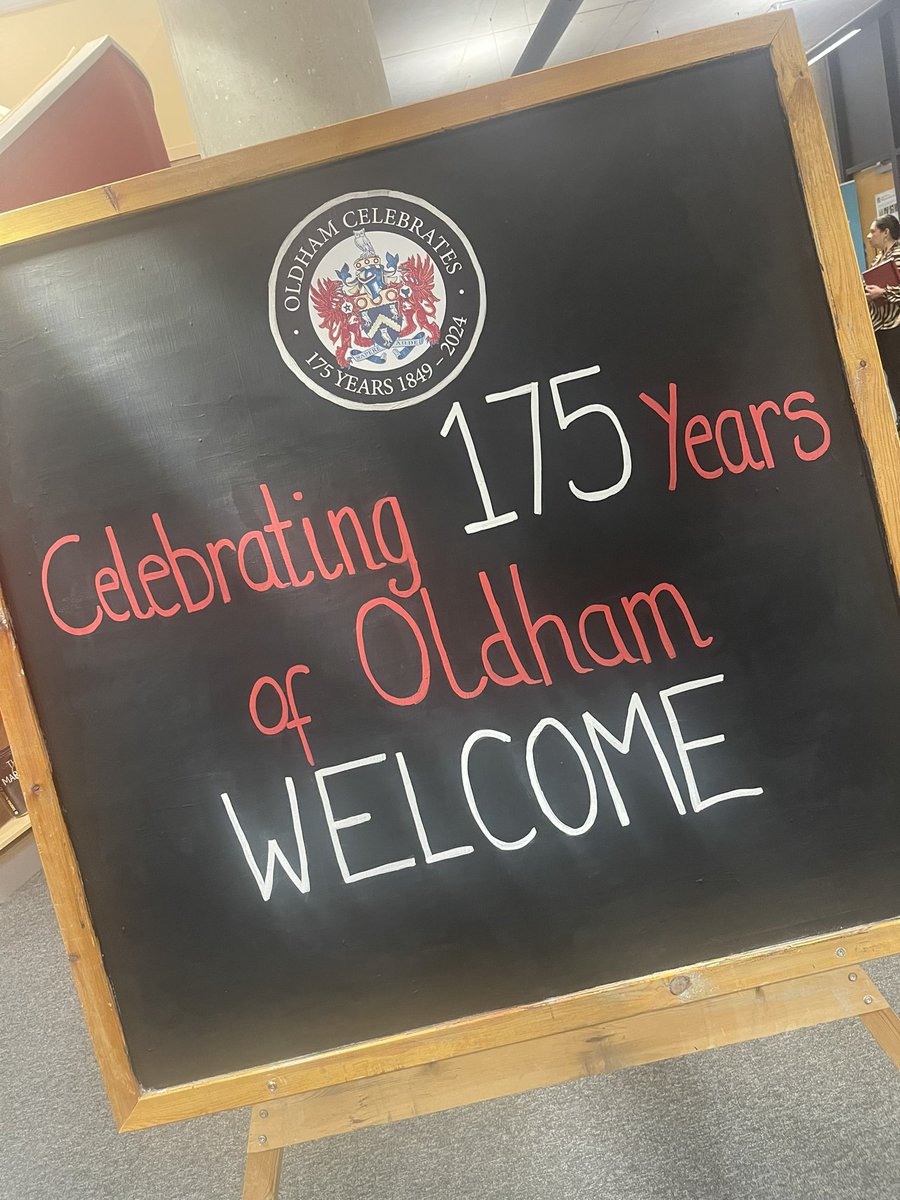 OLDHAM CELEBRATES
175 YEARS 1849 – 2024
Celebrating 175 Years
of Oldham
WELCOME